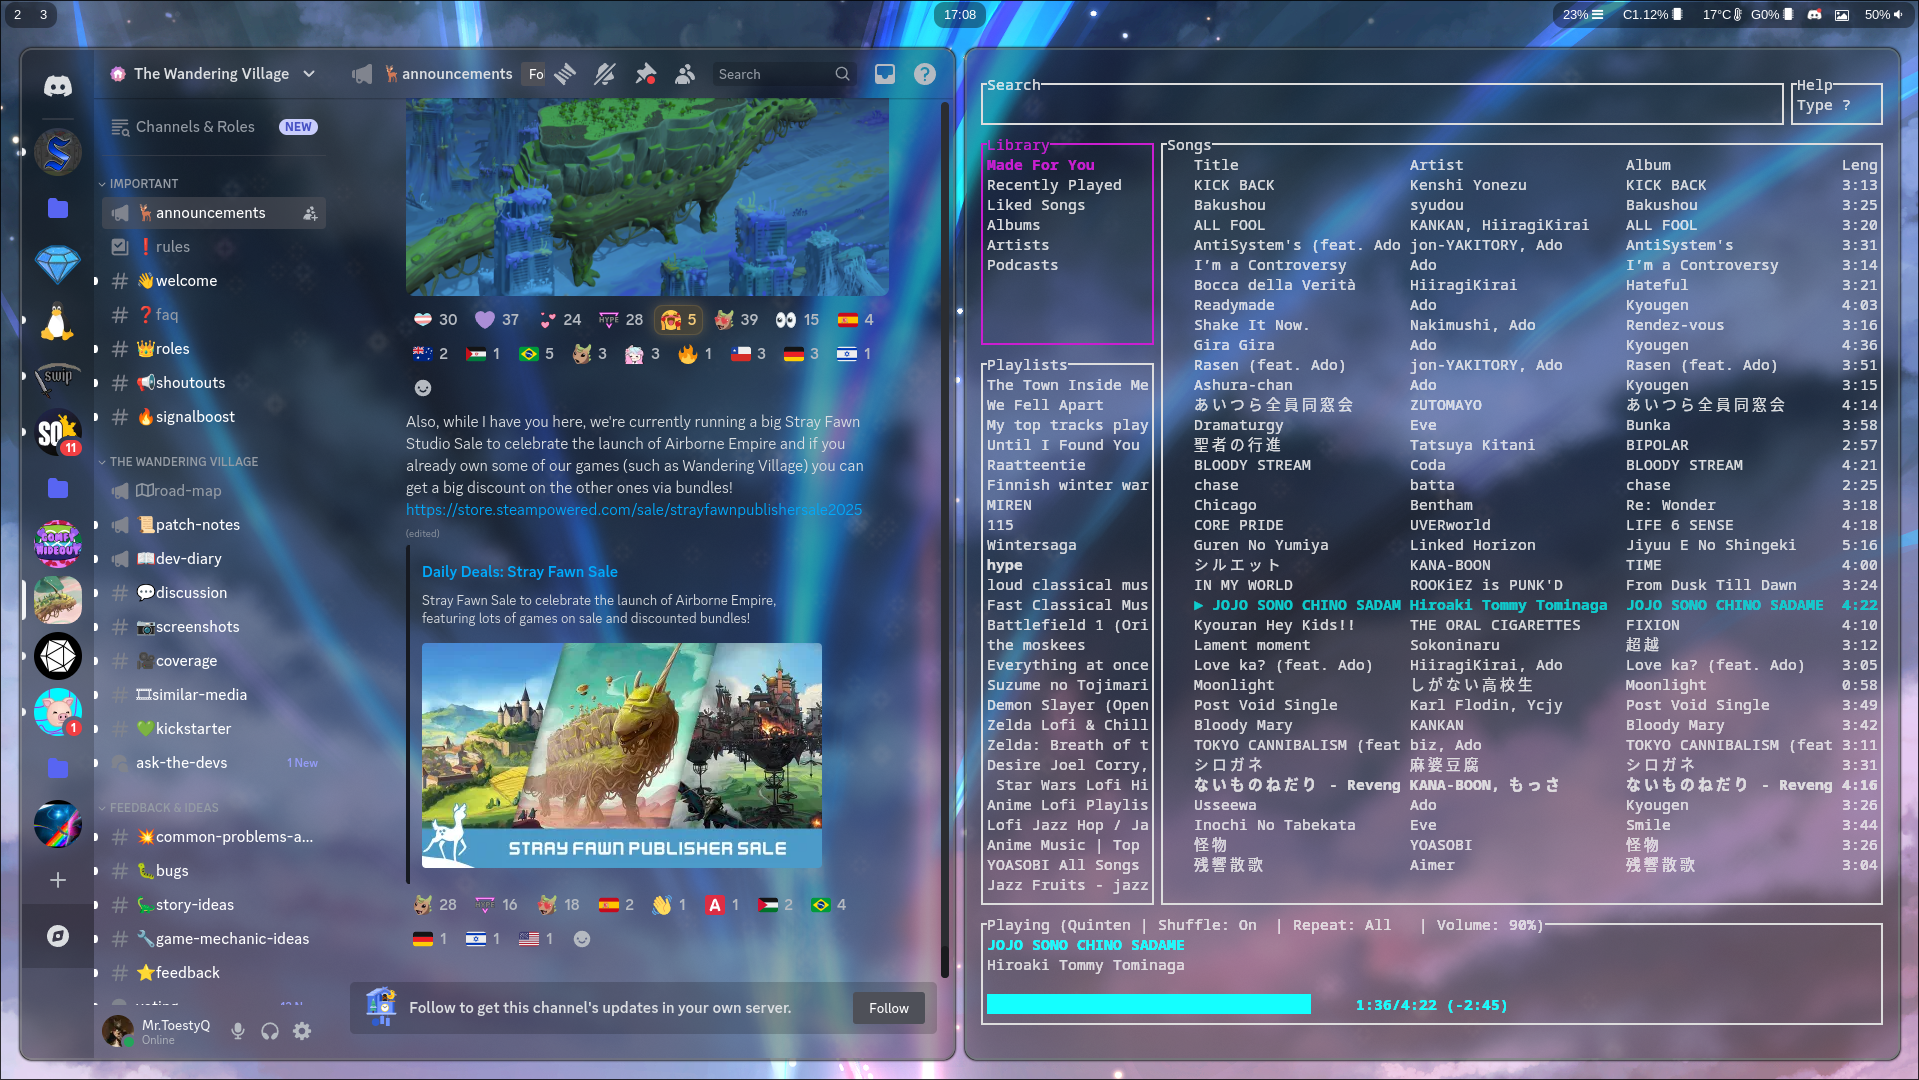 2 3
17:08
23% C1.12% 17°C G0% 50%
The Wandering Village
announcements
Fo
Search
Channels & Roles NEW
IMPORTANT
announcements
rules
welcome
faq
roles
shoutouts
signalboost
THE WANDERING VILLAGE
road-map
patch-notes
dev-diary
discussion
screenshots
coverage
similar-media
kickstarter
ask-the-devs 1 New
FEEDBACK & IDEAS
common-problems-a...
bugs
story-ideas
game-mechanic-ideas
feedback
Mr.ToestyQ
Online
swip
11
1
30 37 24 HYPE 28 5 39 15 4
2 1 5 3 3 1 3 3 1
Also, while I have you here, we're currently running a big Stray Fawn
Studio Sale to celebrate the launch of Airborne Empire and if you
already own some of our games (such as Wandering Village) you can
get a big discount on the other ones via bundles!
https://store.steampowered.com/sale/strayfawnpublishersale2025
(edited)
Daily Deals: Stray Fawn Sale
Stray Fawn Sale to celebrate the launch of Airborne Empire,
featuring lots of games on sale and discounted bundles!
STRAY FAWN PUBLISHER SALE
28 HYPE 16 18 2 1 A 1 2 4
1 1 1
Follow to get this channel's updates in your own server.
Follow
Search
Help
Type ?
Library
Made For You
Recently Played
Liked Songs
Albums
Artists
Podcasts
Playlists
The Town Inside Me
We Fell Apart
My top tracks play
Until I Found You
Raatteentie
Finnish winter war
MIREN
115
Wintersaga
hype
loud classical mus
Fast Classical Mus
Battlefield 1 (Ori
the moskees
Everything at once
Suzume no Tojimari
Demon Slayer (Open
Zelda Lofi & Chill
Zelda: Breath of t
Desire Joel Corry,
Star Wars Lofi Hi
Anime Lofi Playlis
Lofi Jazz Hop / Ja
Anime Music | Top
YOASOBI All Songs
Jazz Fruits - jazz
Songs
Title Artist Album Leng
KICK BACK Kenshi Yonezu KICK BACK 3:13
Bakushou syudou Bakushou 3:25
ALL FOOL KANKAN, HiiragiKirai ALL FOOL 3:20
AntiSystem's (feat. Ado jon-YAKITORY, Ado AntiSystem's 3:31
I'm a Controversy Ado I'm a Controversy 3:14
Bocca della Verità HiiragiKirai Hateful 3:21
Readymade Ado Kyougen 4:03
Shake It Now. Nakimushi, Ado Rendez-vous 3:16
Gira Gira Ado Kyougen 4:36
Rasen (feat. Ado) jon-YAKITORY, Ado Rasen (feat. Ado) 3:51
Ashura-chan Ado Kyougen 3:15
あいつら全員同窓会 ZUTOMAYO あいつら全員同窓会 4:14
Dramaturgy Eve Bunka 3:58
聖者の行進 Tatsuya Kitani BIPOLAR 2:57
BLOODY STREAM Coda BLOODY STREAM 4:21
chase batta chase 2:25
Chicago Bentham Re: Wonder 3:18
CORE PRIDE UVERworld LIFE 6 SENSE 4:18
Guren No Yumiya Linked Horizon Jiyuu E No Shingeki 5:16
シルエット KANA-BOON TIME 4:00
IN MY WORLD ROOKiEZ is PUNK'D From Dusk Till Dawn 3:24
▶ JOJO SONO CHINO SADAM Hiroaki Tommy Tominaga JOJO SONO CHINO SADAME 4:22
Kyouran Hey Kids!! THE ORAL CIGARETTES FIXION 4:10
Lament moment Sokoninaru 超越 3:12
Love ka? (feat. Ado) HiiragiKirai, Ado Love ka? (feat. Ado) 3:05
Moonlight しがない高校生 Moonlight 0:58
Post Void Single Karl Flodin, Ycjy Post Void Single 3:49
Bloody Mary KANKAN Bloody Mary 3:42
TOKYO CANNIBALISM (feat biz, Ado TOKYO CANNIBALISM (feat 3:11
シロガネ 麻婆豆腐 シロガネ 3:31
ないものねだり - Reveng KANA-BOON, もっさ ないものねだり - Reveng 4:16
Usseewa Ado Kyougen 3:26
Inochi No Tabekata Eve Smile 3:44
怪物 YOASOBI 怪物 3:26
残響散歌 Aimer 残響散歌 3:04
Playing (Quinten | Shuffle: On | Repeat: All | Volume: 90%)
JOJO SONO CHINO SADAME
Hiroaki Tommy Tominaga
1:36/4:22 (-2:45)